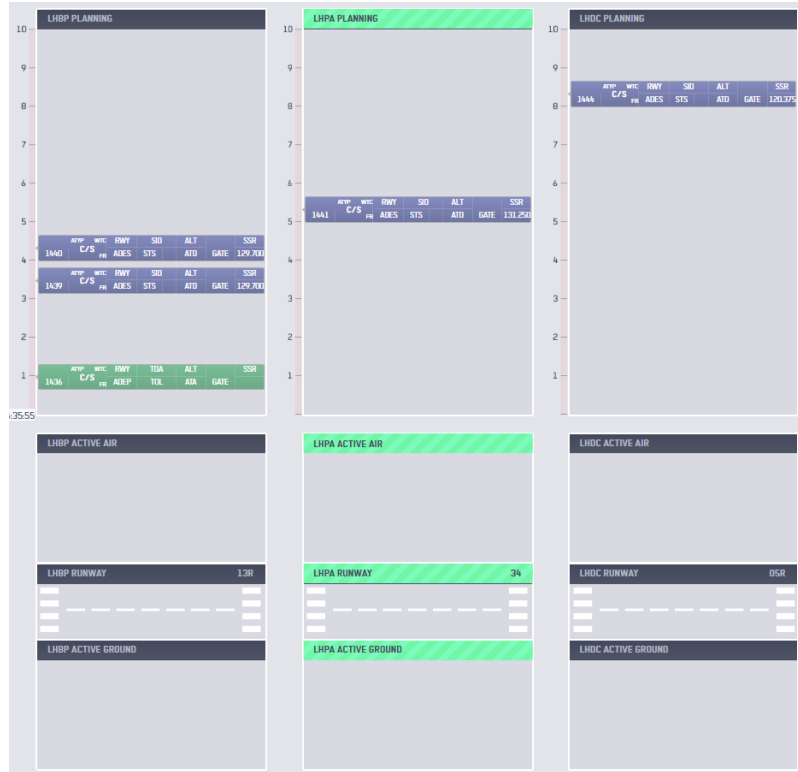 LHBP PLANNING
10
9
8
7
6
5
4
3
2
1
ATYP WTC RWY SID ALT SSR
1440 C/S FR ADES STS ATD GATE 129.700
ATYP WTC RWY SID ALT SSR
1439 C/S FR ADES STS ATD GATE 129.700
ATYP WTC RWY TOA ALT SSR
1436 C/S FR ADEP TOL ATA GATE
:35:55
LHPA PLANNING
10
9
8
7
6
5
4
3
2
1
ATYP WTC RWY SID ALT SSR
1441 C/S FR ADES STS ATD GATE 131.250
LHDC PLANNING
10
9
8
7
6
5
4
3
2
1
ATYP WTC RWY SID ALT SSR
1444 C/S FR ADES STS ATD GATE 120.375
LHBP ACTIVE AIR
LHPA ACTIVE AIR
LHDC ACTIVE AIR
LHBP RUNWAY 13R
LHPA RUNWAY 34
LHDC RUNWAY 05R
LHBP ACTIVE GROUND
LHPA ACTIVE GROUND
LHDC ACTIVE GROUND